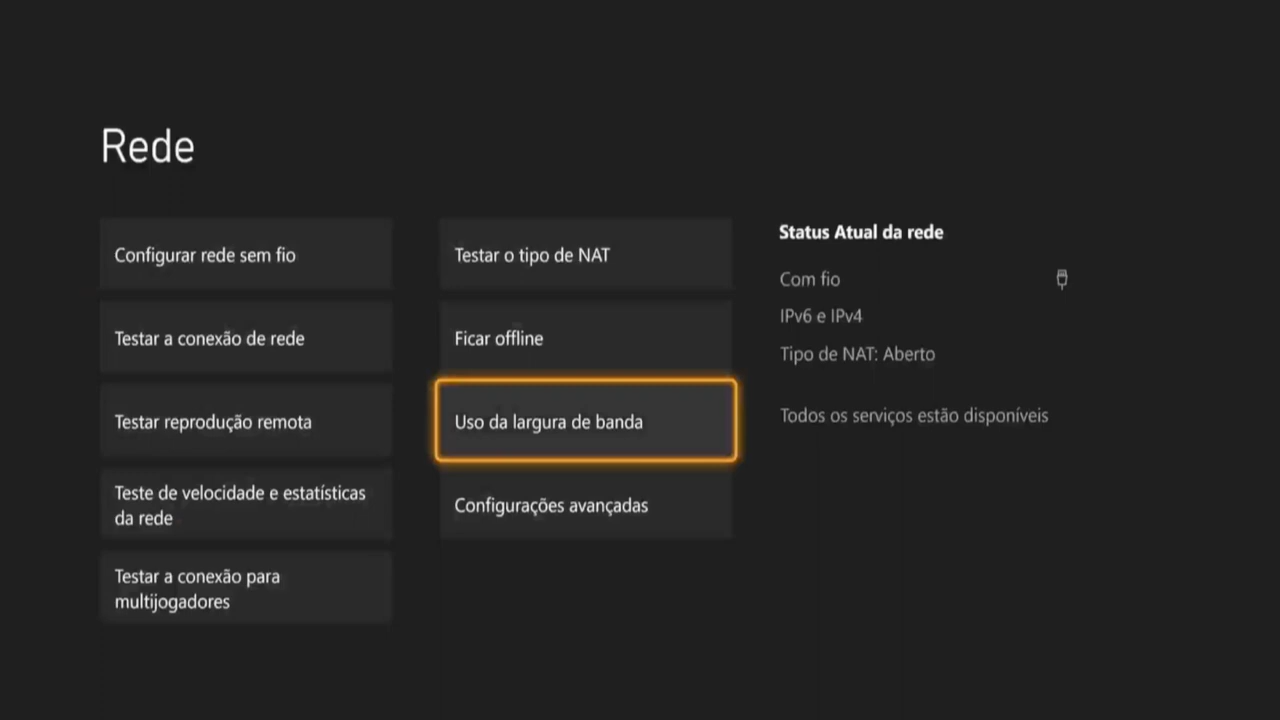 Rede
Configurar rede sem fio
Testar a conexão de rede
Testar reprodução remota
Teste de velocidade e estatísticas
da rede
Testar a conexão para
multijogadores
Testar o tipo de NAT
Ficar offline
Uso da largura de banda
Configurações avançadas
Status Atual da rede
Com fio
IPv6 e IPv4
Tipo de NAT: Aberto
Todos os serviços estão disponíveis